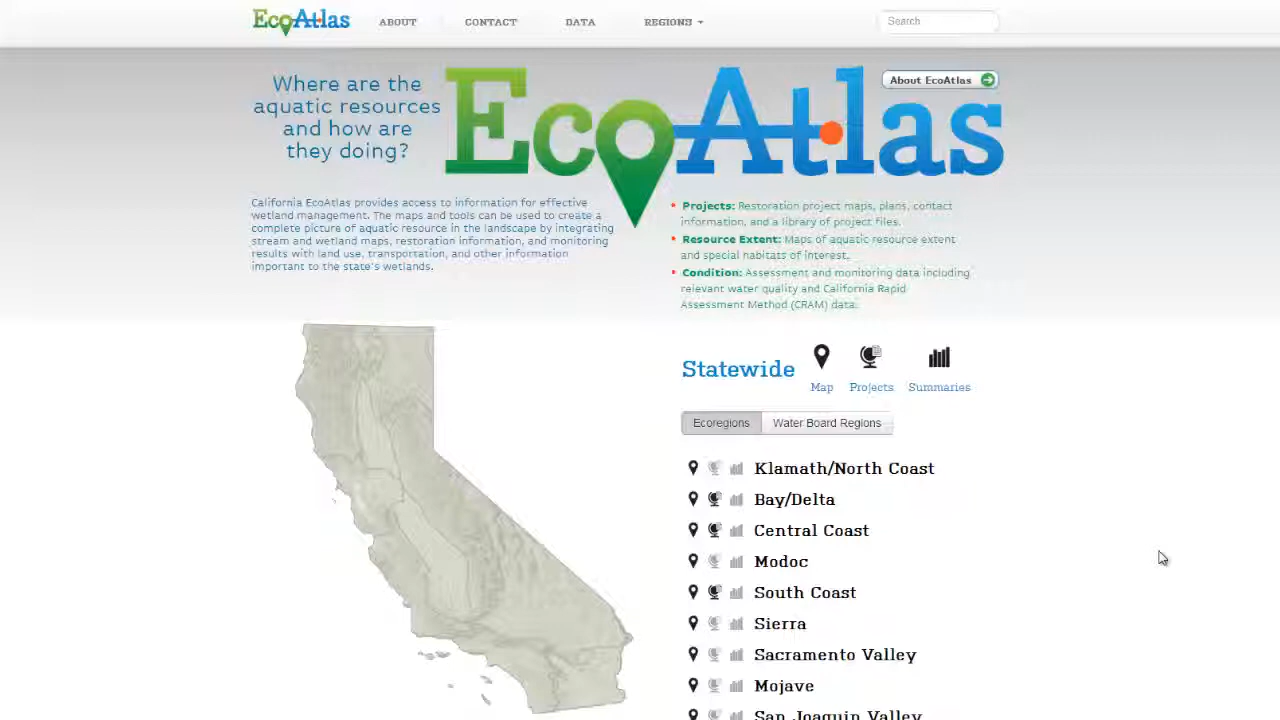 EcoAtlas
ABOUT
CONTACT
DATA
REGIONS
Search
Where are the
aquatic resources
and how are
they doing?
EcoAtlas
About EcoAtlas
California EcoAtlas provides access to information for effective
wetland management. The maps and tools can be used to create a
complete picture of aquatic resource in the landscape by integrating
stream and wetland maps, restoration information, and monitoring
results with land use, transportation, and other information
important to the state's wetlands.
Projects: Restoration project maps, plans, contact
information, and a library of project files.
Resource Extent: Maps of aquatic resource extent
and special habitats of interest.
Condition: Assessment and monitoring data including
relevant water quality and California Rapid
Assessment Method (CRAM) data.
Statewide
Map
Projects
Summaries
Ecoregions
Water Board Regions
Klamath/North Coast
Bay/Delta
Central Coast
Modoc
South Coast
Sierra
Sacramento Valley
Mojave
San Joaquin Valley